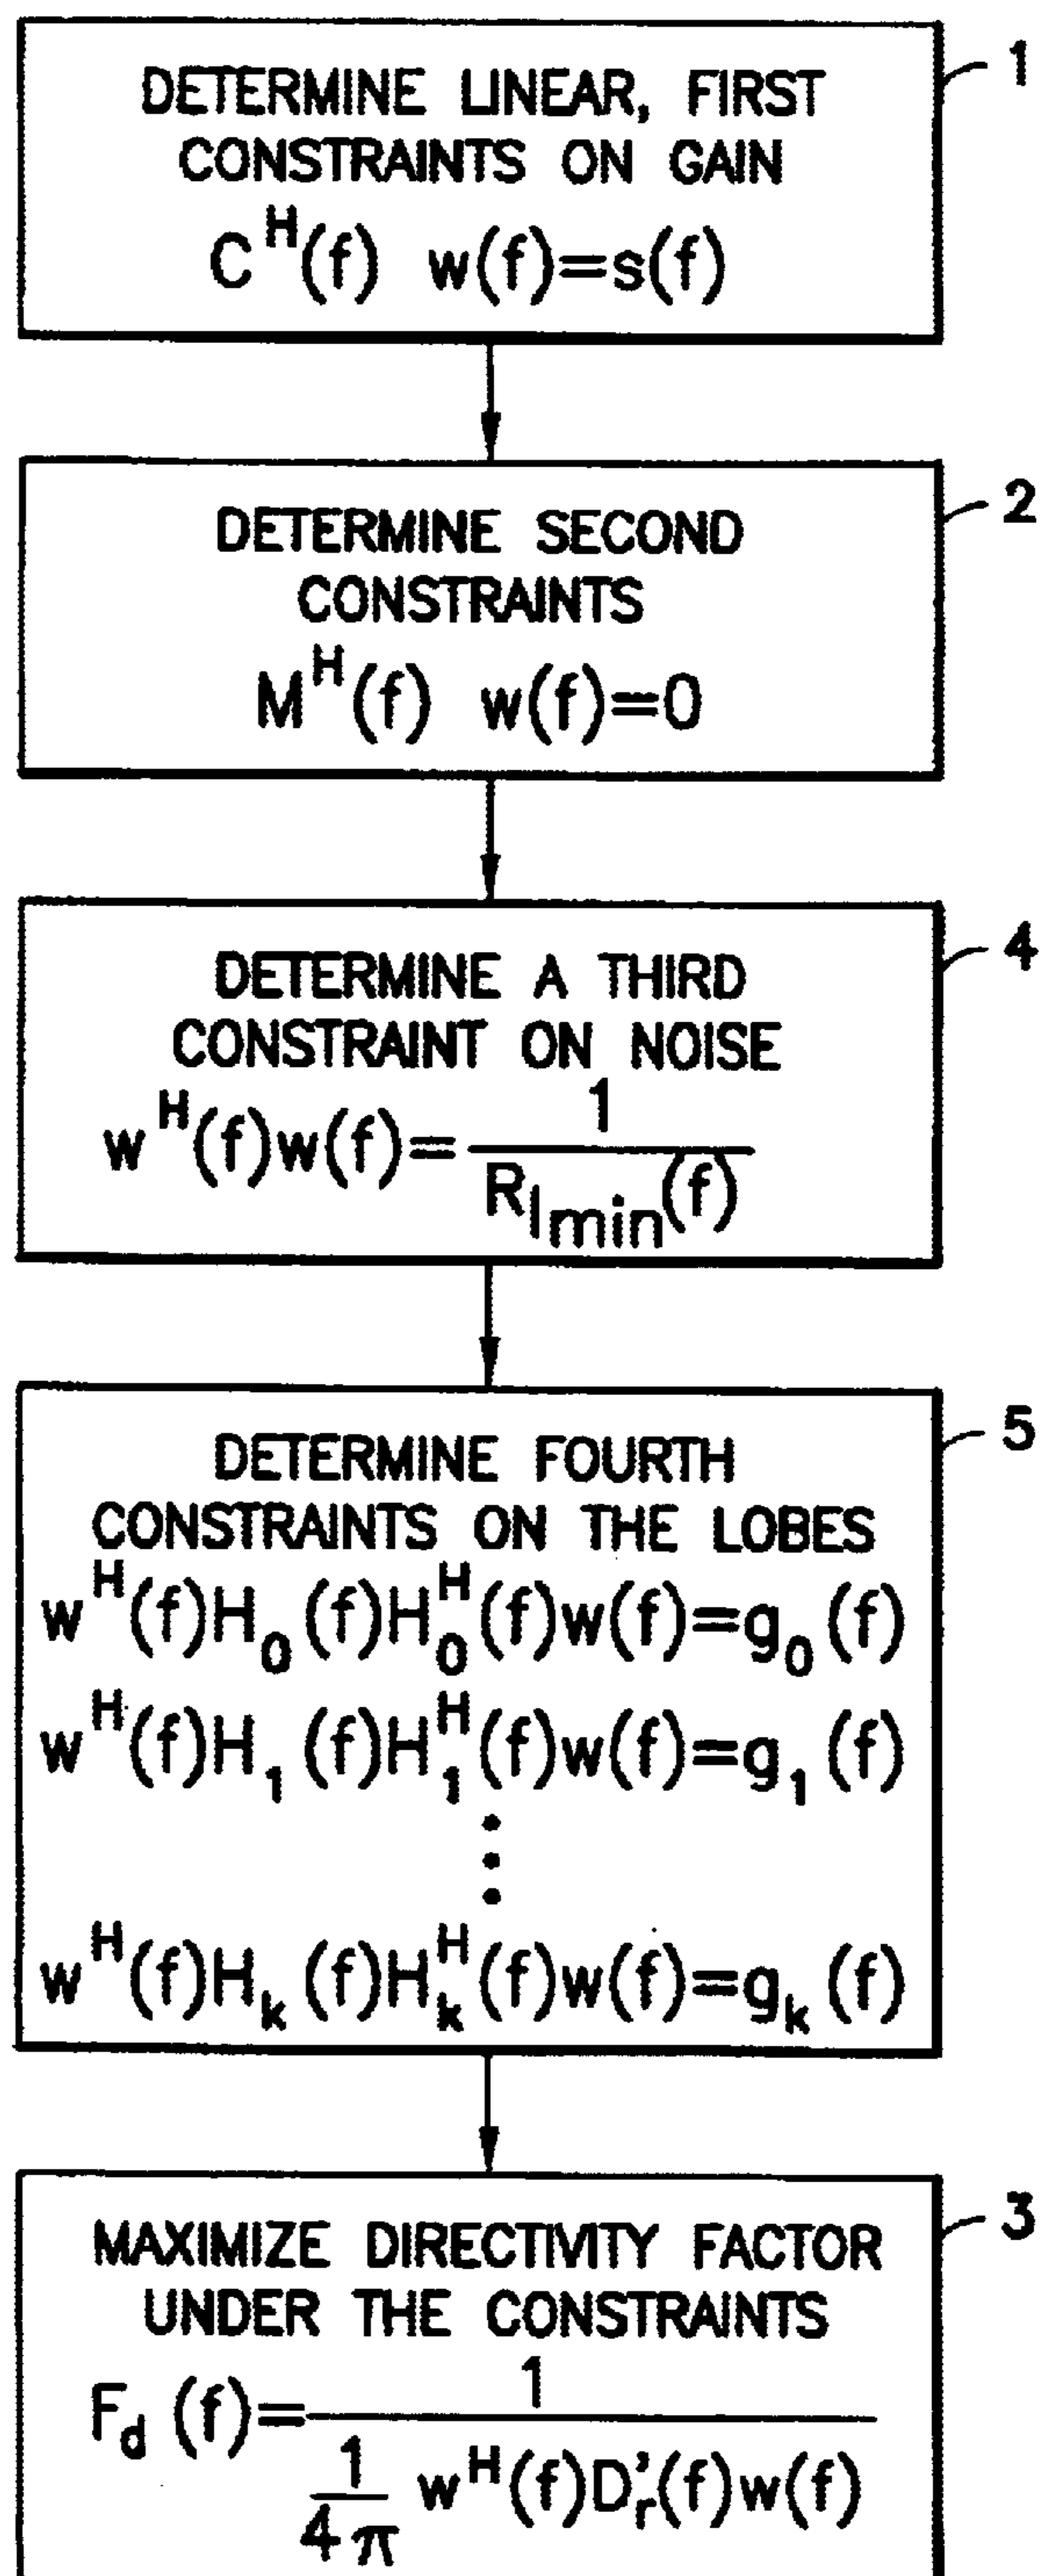 DETERMINE LINEAR, FIRST
CONSTRAINTS ON GAIN
C^H(f) w(f)=s(f)
1
DETERMINE SECOND
CONSTRAINTS
M^H(f) w(f)=0
2
DETERMINE A THIRD
CONSTRAINT ON NOISE
w^H(f)w(f)=1/R_Imin(f)
4
DETERMINE FOURTH
CONSTRAINTS ON THE LOBES
w^H(f)H_0(f)H_0^H(f)w(f)=g_0(f)
w^H(f)H_1(f)H_1^H(f)w(f)=g_1(f)
⋮
w^H(f)H_k(f)H_k^H(f)w(f)=g_k(f)
5
MAXIMIZE DIRECTIVITY FACTOR
UNDER THE CONSTRAINTS
F_d(f)=1/(1/4π w^H(f)D'_r(f)w(f))
3